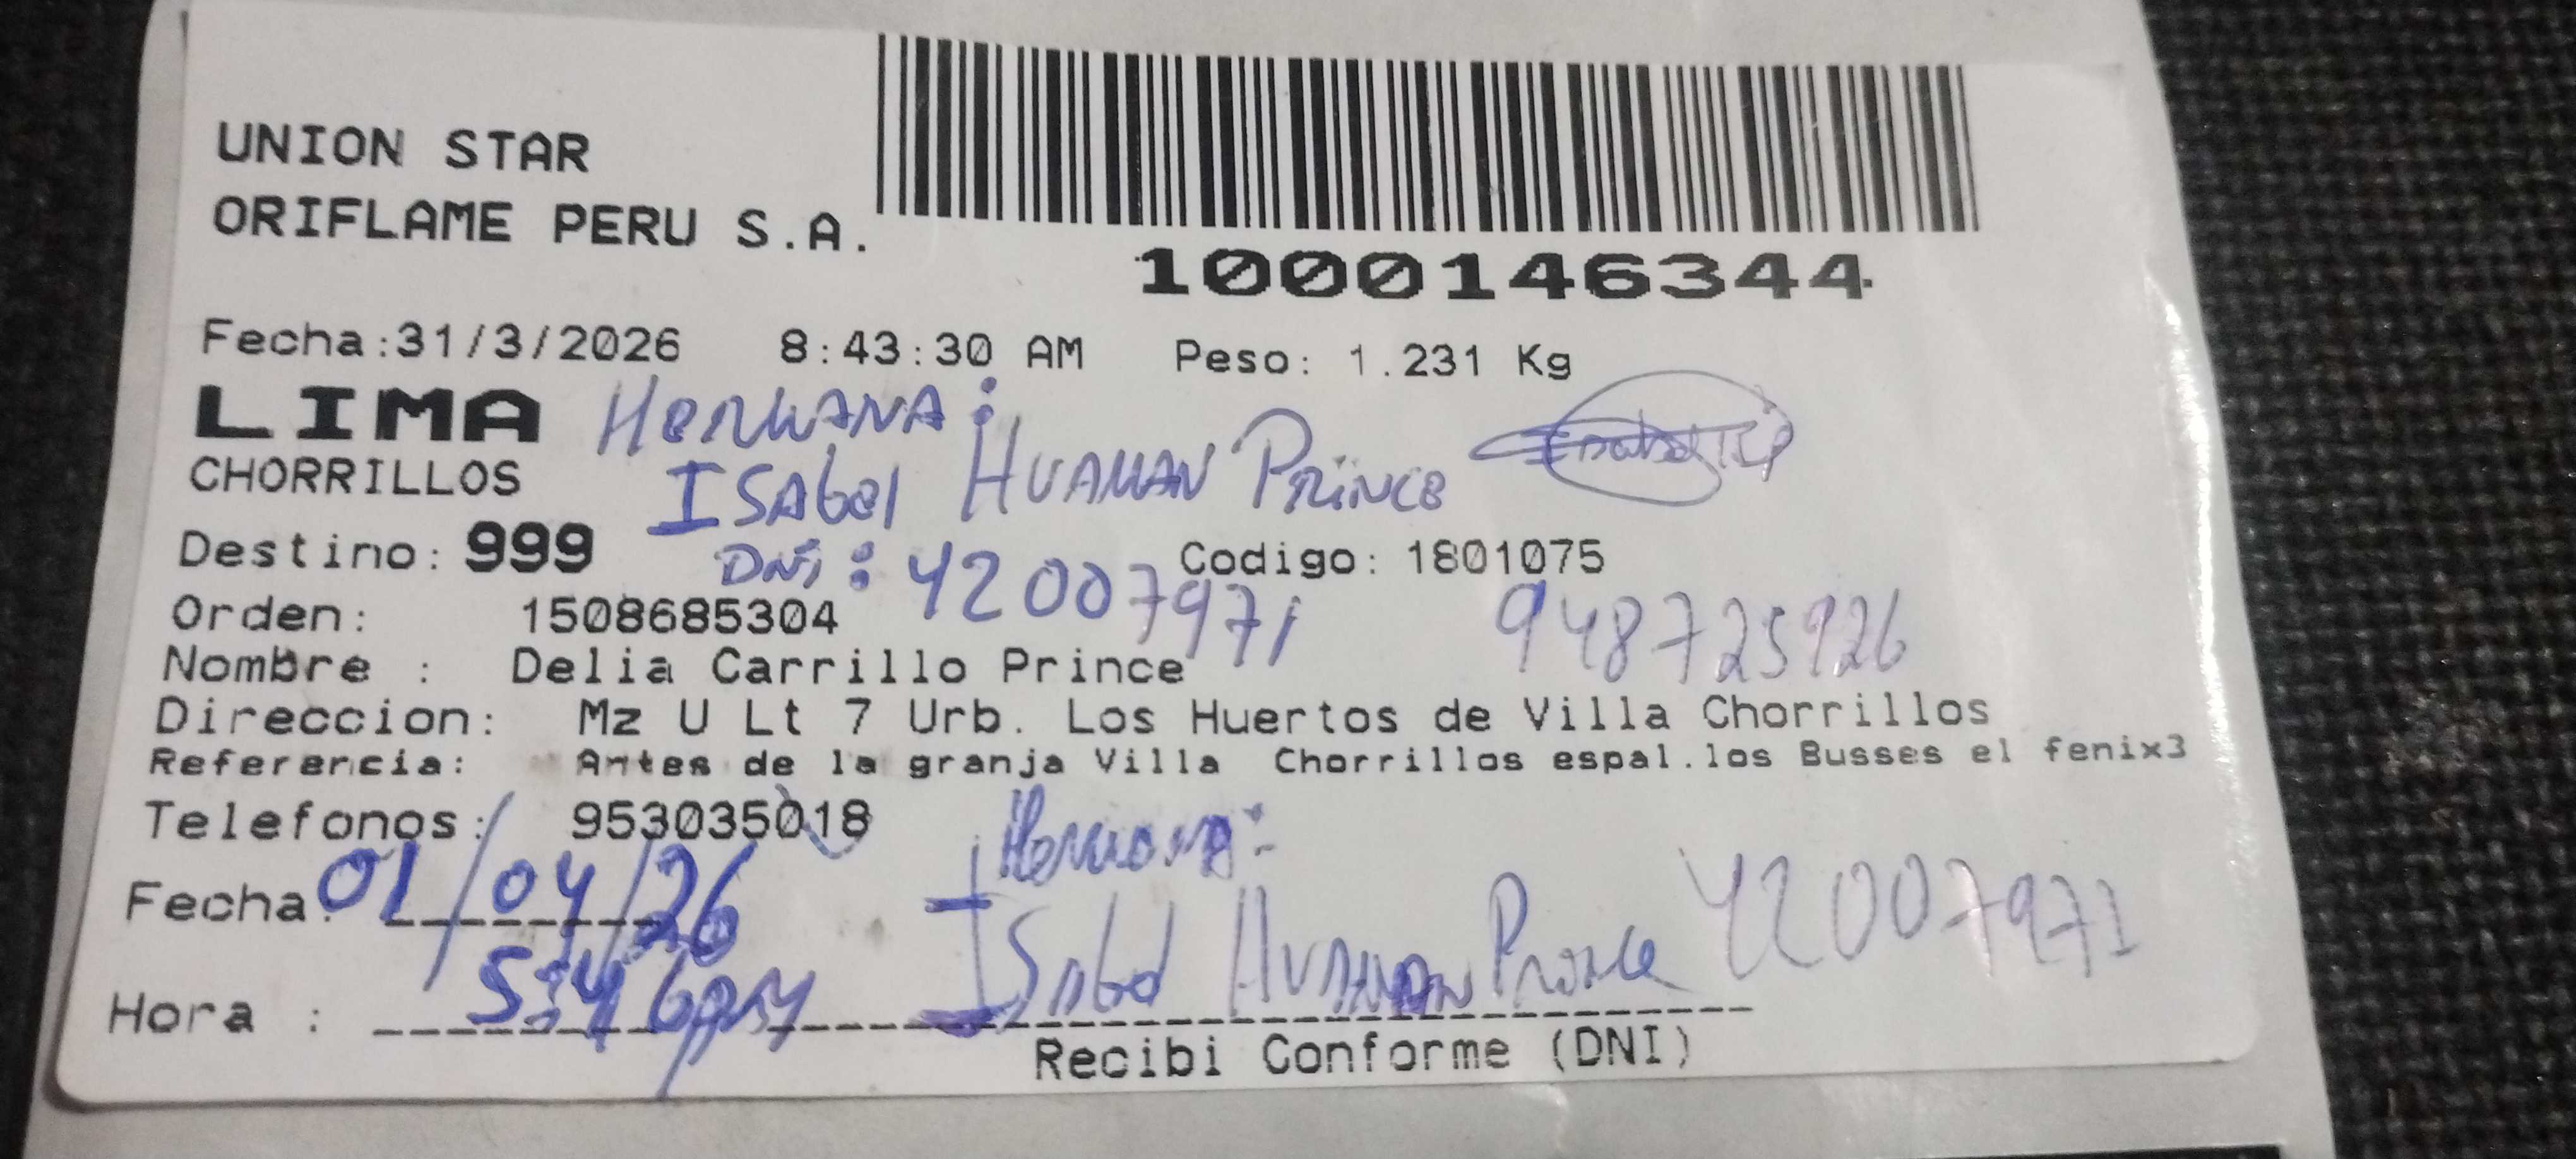 UNION STAR
ORIFLAME PERU S.A.
1000146344
Fecha:31/3/2026 8:43:30 AM Peso: 1.231 Kg
LIMA Hermana:
CHORRILLOS Isabel Huaman Prince
Destino: 999 DNi: 42007971 Codigo: 1801075
Orden: 1508685304 948725926
Nombre : Delia Carrillo Prince
Direccion: Mz U Lt 7 Urb. Los Huertos de Villa Chorrillos
Referencia: Antes de la granja Villa Chorrillos espal.los Busses el fenix3
Telefonos: 953035018 Hermana:
Fecha: 01/04/26 Isabel Huaman Prince 42007971
Hora : 5:46pm
Recibi Conforme (DNI)